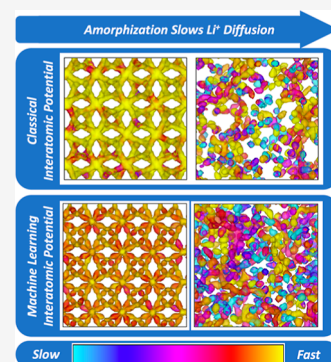 Amorphization Slows Li⁺ Diffusion
Classical
Interatomic Potential
Machine Learning
Interatomic Potential
Slow
Fast